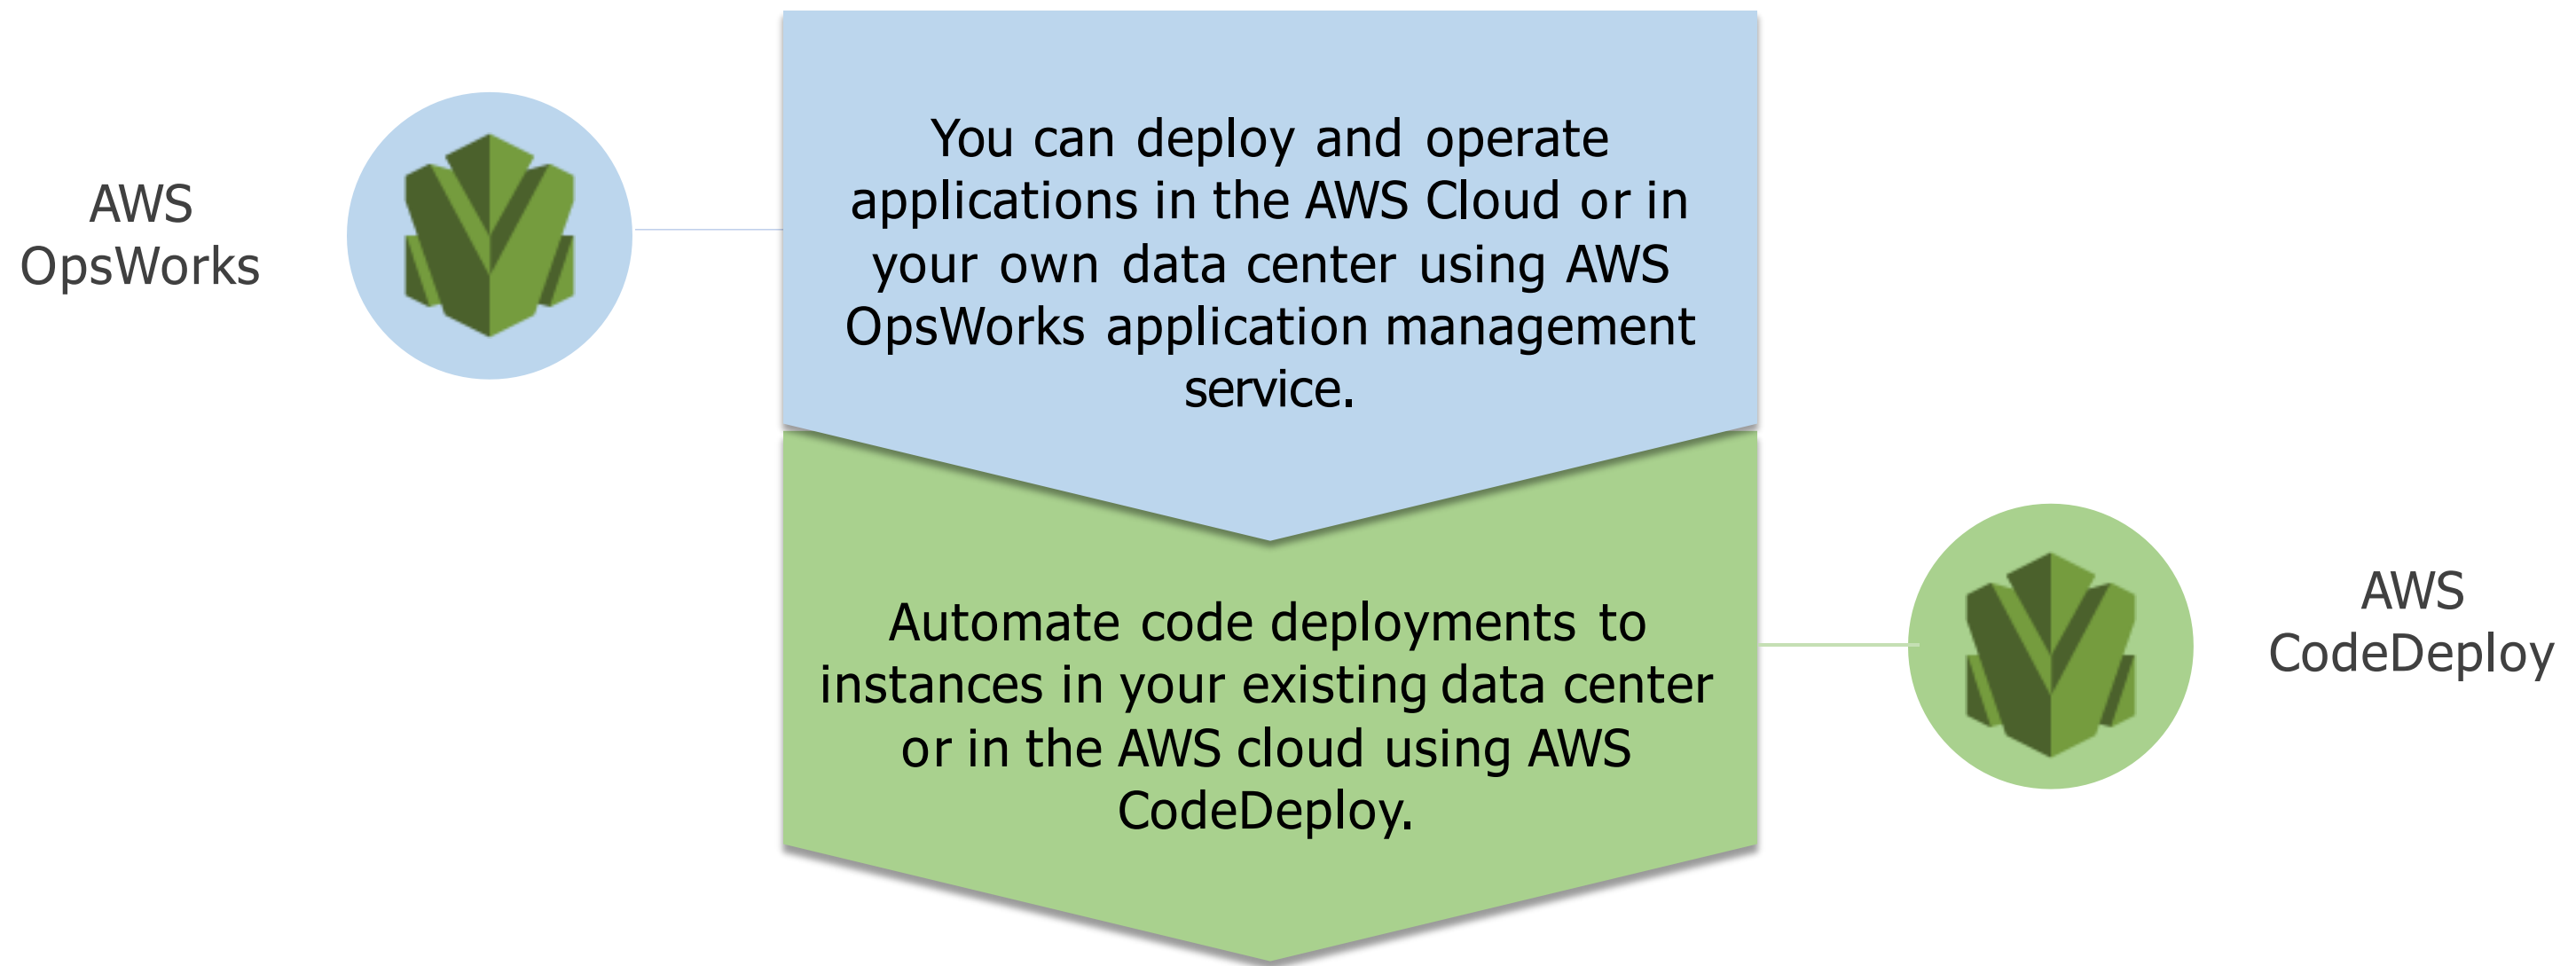 AWS
OpsWorks
You can deploy and operate
applications in the AWS Cloud or in
your own data center using AWS
OpsWorks application management
service.
Automate code deployments to
instances in your existing data center
or in the AWS cloud using AWS
CodeDeploy.
AWS
CodeDeploy